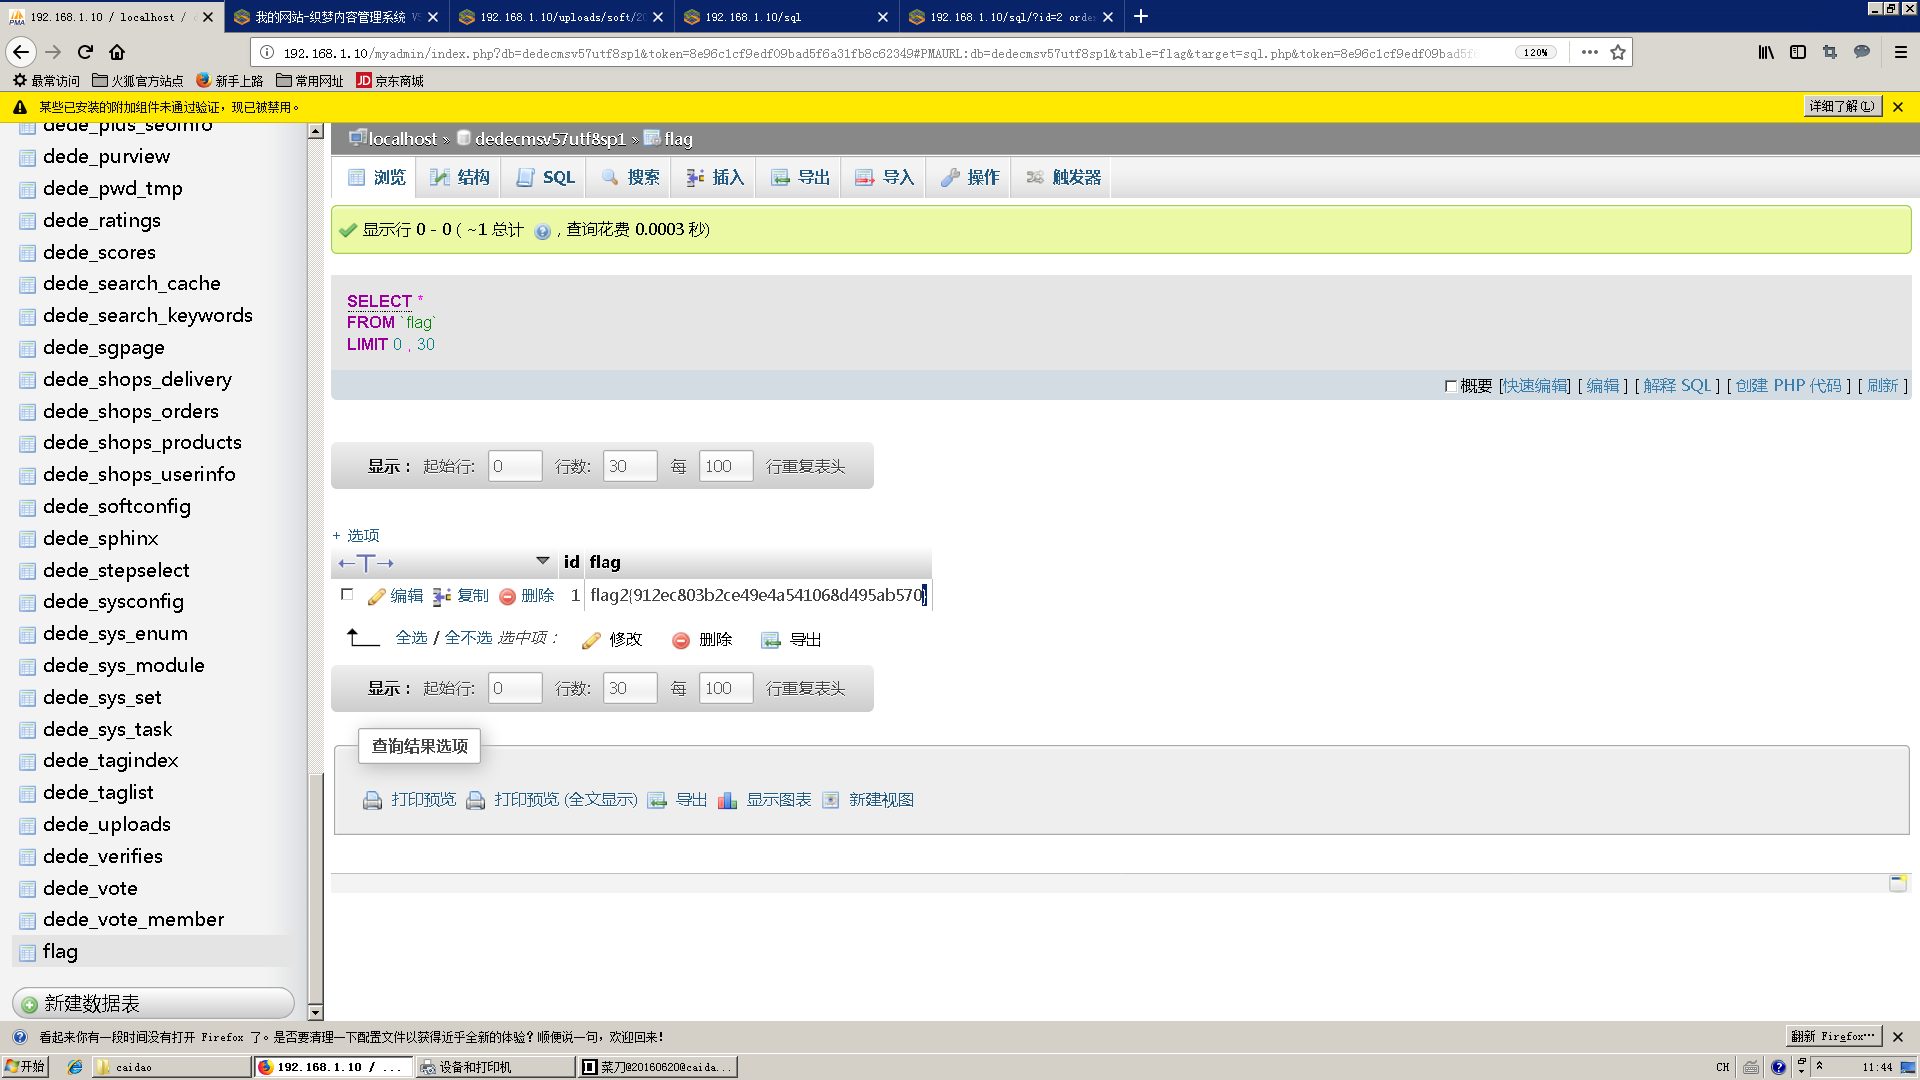 192.168.1.10 / localhost /
我的网站-织梦内容管理系统 V5
192.168.1.10/uploads/soft/20
192.168.1.10/sql
192.168.1.10/sql/?id=2 orde
192.168.1.10/myadmin/index.php?db=dedecmsv57utf8sp1&token=8e96c1cf9edf09bad5f6a31fb8c62349#PMAURL:db=dedecmsv57utf8sp1&table=flag&target=sql.php&token=8e96c1cf9edf09bad5f6
120%
最常访问 火狐官方站点 新手上路 常用网址 JD 京东商城
某些已安装的附加组件未通过验证，现已被禁用。 详细了解(L)
dede_plus_seoinfo
dede_purview
dede_pwd_tmp
dede_ratings
dede_scores
dede_search_cache
dede_search_keywords
dede_sgpage
dede_shops_delivery
dede_shops_orders
dede_shops_products
dede_shops_userinfo
dede_softconfig
dede_sphinx
dede_stepselect
dede_sysconfig
dede_sys_enum
dede_sys_module
dede_sys_set
dede_sys_task
dede_tagindex
dede_taglist
dede_uploads
dede_verifies
dede_vote
dede_vote_member
flag
新建数据表
localhost » dedecmsv57utf8sp1 » flag
浏览 结构 SQL 搜索 插入 导出 导入 操作 触发器
显示行 0 - 0 ( ~1 总计 , 查询花费 0.0003 秒)
SELECT *
FROM `flag`
LIMIT 0 , 30
概要 [快速编辑] [ 编辑 ] [ 解释 SQL ] [ 创建 PHP 代码 ] [ 刷新 ]
显示： 起始行: 0 行数: 30 每 100 行重复表头
+ 选项
←T→ id flag
编辑 复制 删除 1 flag2{912ec803b2ce49e4a541068d495ab570}
全选 / 全不选 选中项： 修改 删除 导出
显示： 起始行: 0 行数: 30 每 100 行重复表头
查询结果选项
打印预览 打印预览 (全文显示) 导出 显示图表 新建视图
看起来你有一段时间没有打开 Firefox 了。是否要清理一下配置文件以获得近乎全新的体验？顺便说一句，欢迎回来！ 翻新 Firefox…
开始 caidao 192.168.1.10 / ... 设备和打印机 菜刀@20160620@caida... CH 11:44